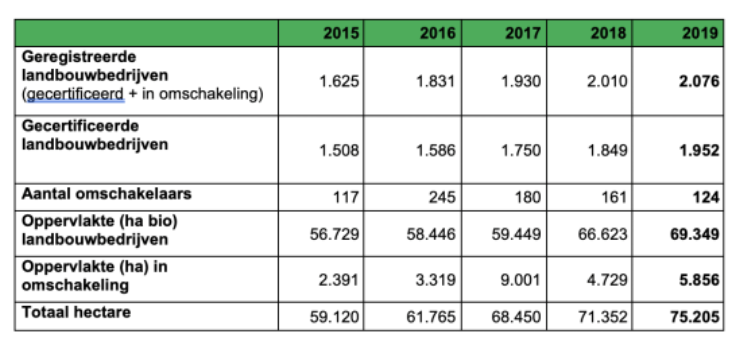 2015 2016 2017 2018 2019
Geregistreerde
landbouwbedrijven
(gecertificeerd + in omschakeling) 1.625 1.831 1.930 2.010 2.076
Gecertificeerde
landbouwbedrijven 1.508 1.586 1.750 1.849 1.952
Aantal omschakelaars 117 245 180 161 124
Oppervlakte (ha bio)
landbouwbedrijven 56.729 58.446 59.449 66.623 69.349
Oppervlakte (ha) in
omschakeling 2.391 3.319 9.001 4.729 5.856
Totaal hectare 59.120 61.765 68.450 71.352 75.205